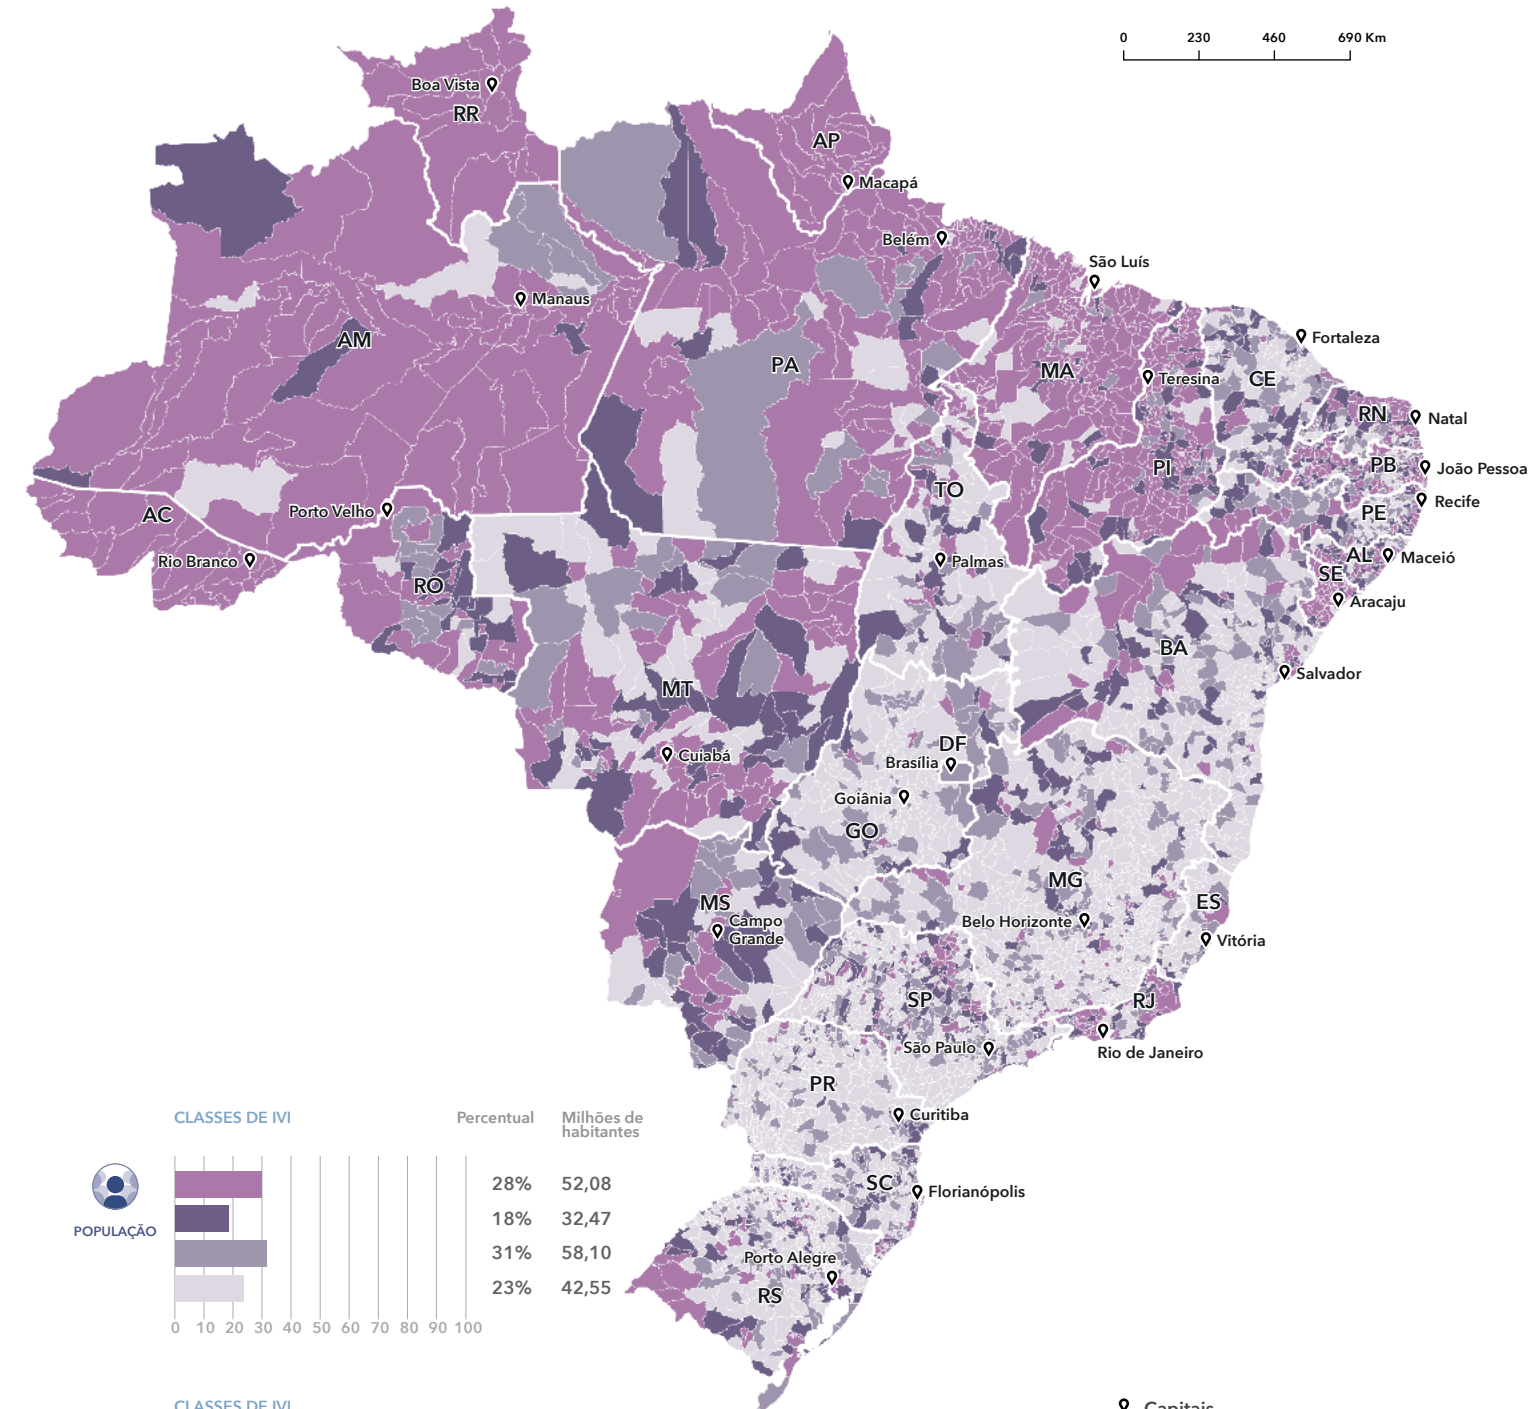 0 230 460 690 Km
Boa Vista
RR
AP
Macapá
Belém
São Luís
Manaus
Fortaleza
AM
PA
MA
Teresina
CE
RN
Natal
PI
PB
João Pessoa
TO
Recife
PE
AC
Porto Velho
AL
Maceió
Rio Branco
Palmas
SE
RO
Aracaju
BA
Salvador
MT
DF
Cuiabá
Brasília
Goiânia
GO
MG
MS
ES
Campo
Grande
Belo Horizonte
Vitória
SP
RJ
São Paulo
Rio de Janeiro
PR
Curitiba
SC
Florianópolis
Porto Alegre
RS
CLASSES DE IVI Percentual Milhões de
habitantes
28% 52,08
18% 32,47
POPULAÇÃO
31% 58,10
23% 42,55
0 10 20 30 40 50 60 70 80 90 100
CLASSES DE IVI
Capitais